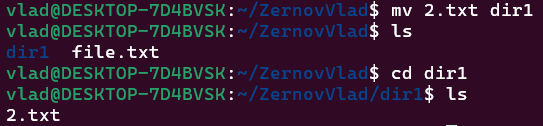 vlad@DESKTOP-7D4BVSK:~/ZernovVlad$ mv 2.txt dir1
vlad@DESKTOP-7D4BVSK:~/ZernovVlad$ ls
dir1  file.txt
vlad@DESKTOP-7D4BVSK:~/ZernovVlad$ cd dir1
vlad@DESKTOP-7D4BVSK:~/ZernovVlad/dir1$ ls
2.txt